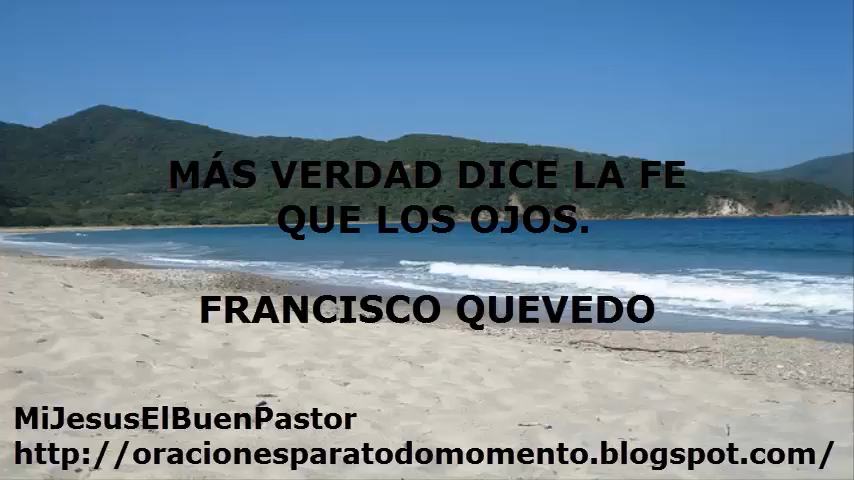 MÁS VERDAD DICE LA FE
QUE LOS OJOS.
FRANCISCO QUEVEDO
MiJesusElBuenPastor
http://oracionesparatodomomento.blogspot.com/